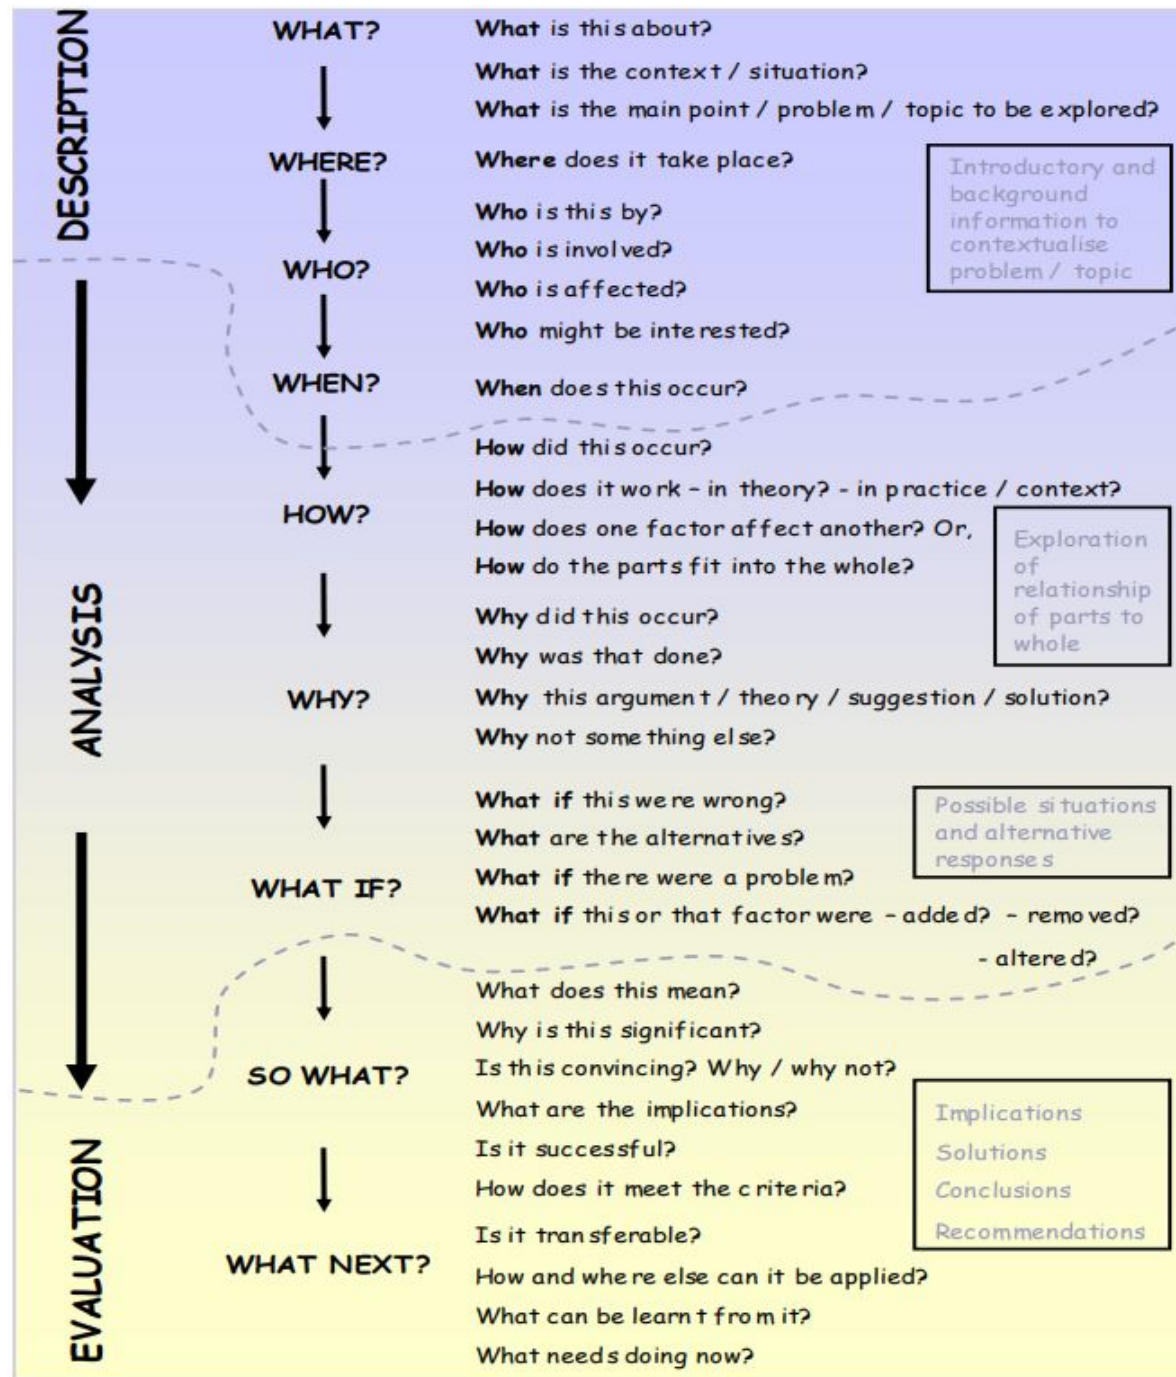 DESCRIPTION
WHAT?
What is this about?
What is the context / situation?
What is the main point / problem / topic to be explored?
WHERE?
Where does it take place?
Introductory and
background
information to
contextualise
problem / topic
Who is this by?
Who is involved?
WHO?
Who is affected?
Who might be interested?
WHEN?
When does this occur?
ANALYSIS
How did this occur?
How does it work – in theory? - in practice / context?
HOW?
How does one factor affect another? Or,
How do the parts fit into the whole?
Exploration
of
relationship
of parts to
whole
Why did this occur?
Why was that done?
WHY?
Why this argument / theory / suggestion / solution?
Why not something else?
What if this were wrong?
What are the alternatives?
Possible situations
and alternative
responses
What if there were a problem?
WHAT IF?
What if this or that factor were – added? – removed?
- altered?
EVALUATION
What does this mean?
Why is this significant?
SO WHAT?
Is this convincing? Why / why not?
What are the implications?
Is it successful?
How does it meet the criteria?
Implications
Solutions
Conclusions
Recommendations
Is it transferable?
WHAT NEXT?
How and where else can it be applied?
What can be learnt from it?
What needs doing now?